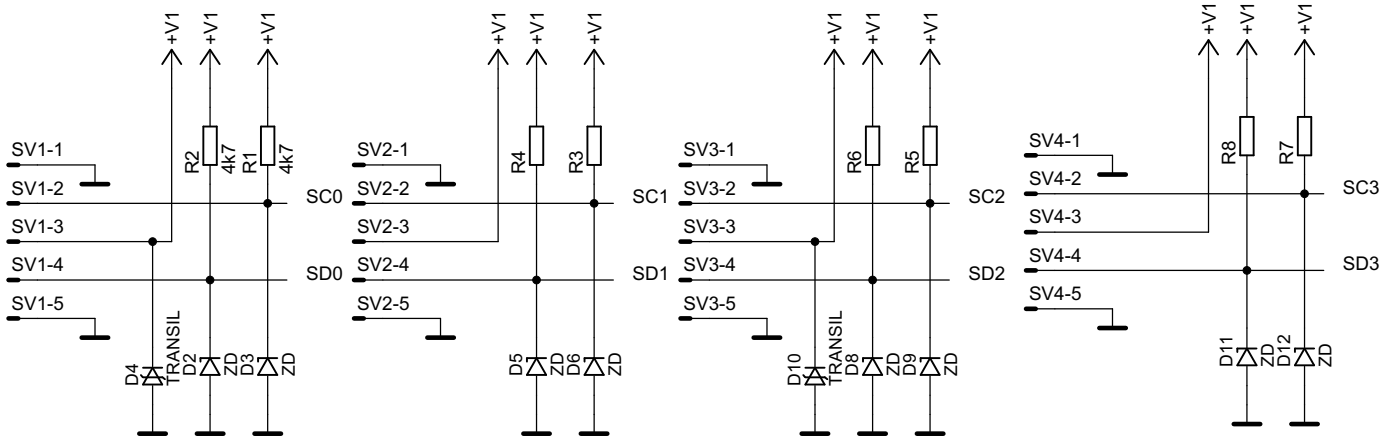 +V1
+V1
+V1
+V1
+V1
+V1
+V1
+V1
+V1
+V1
+V1
+V1
SV1-1
SV1-2
SV1-3
SV1-4
SV1-5
R2
4k7
R1
4k7
SC0
SD0
D4
TRANSIL
D2
ZD
D3
ZD
SV2-1
SV2-2
SV2-3
SV2-4
SV2-5
R4
R3
SC1
SD1
D5
ZD
D6
ZD
SV3-1
SV3-2
SV3-3
SV3-4
SV3-5
R6
R5
SC2
SD2
D10
TRANSIL
D8
ZD
D9
ZD
SV4-1
SV4-2
SV4-3
SV4-4
SV4-5
R8
R7
SC3
SD3
D11
ZD
D12
ZD